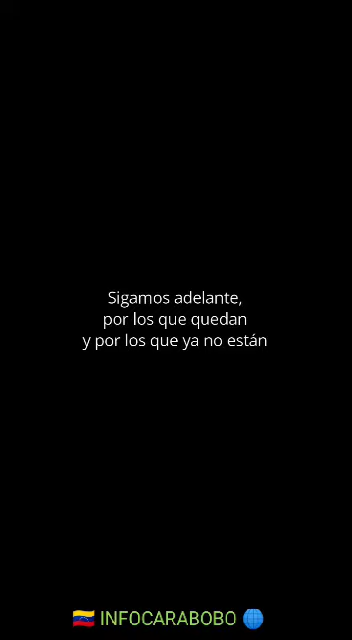 Sigamos adelante,
por los que quedan
y por los que ya no están
🇻🇪 INFOCARABOBO 🌐